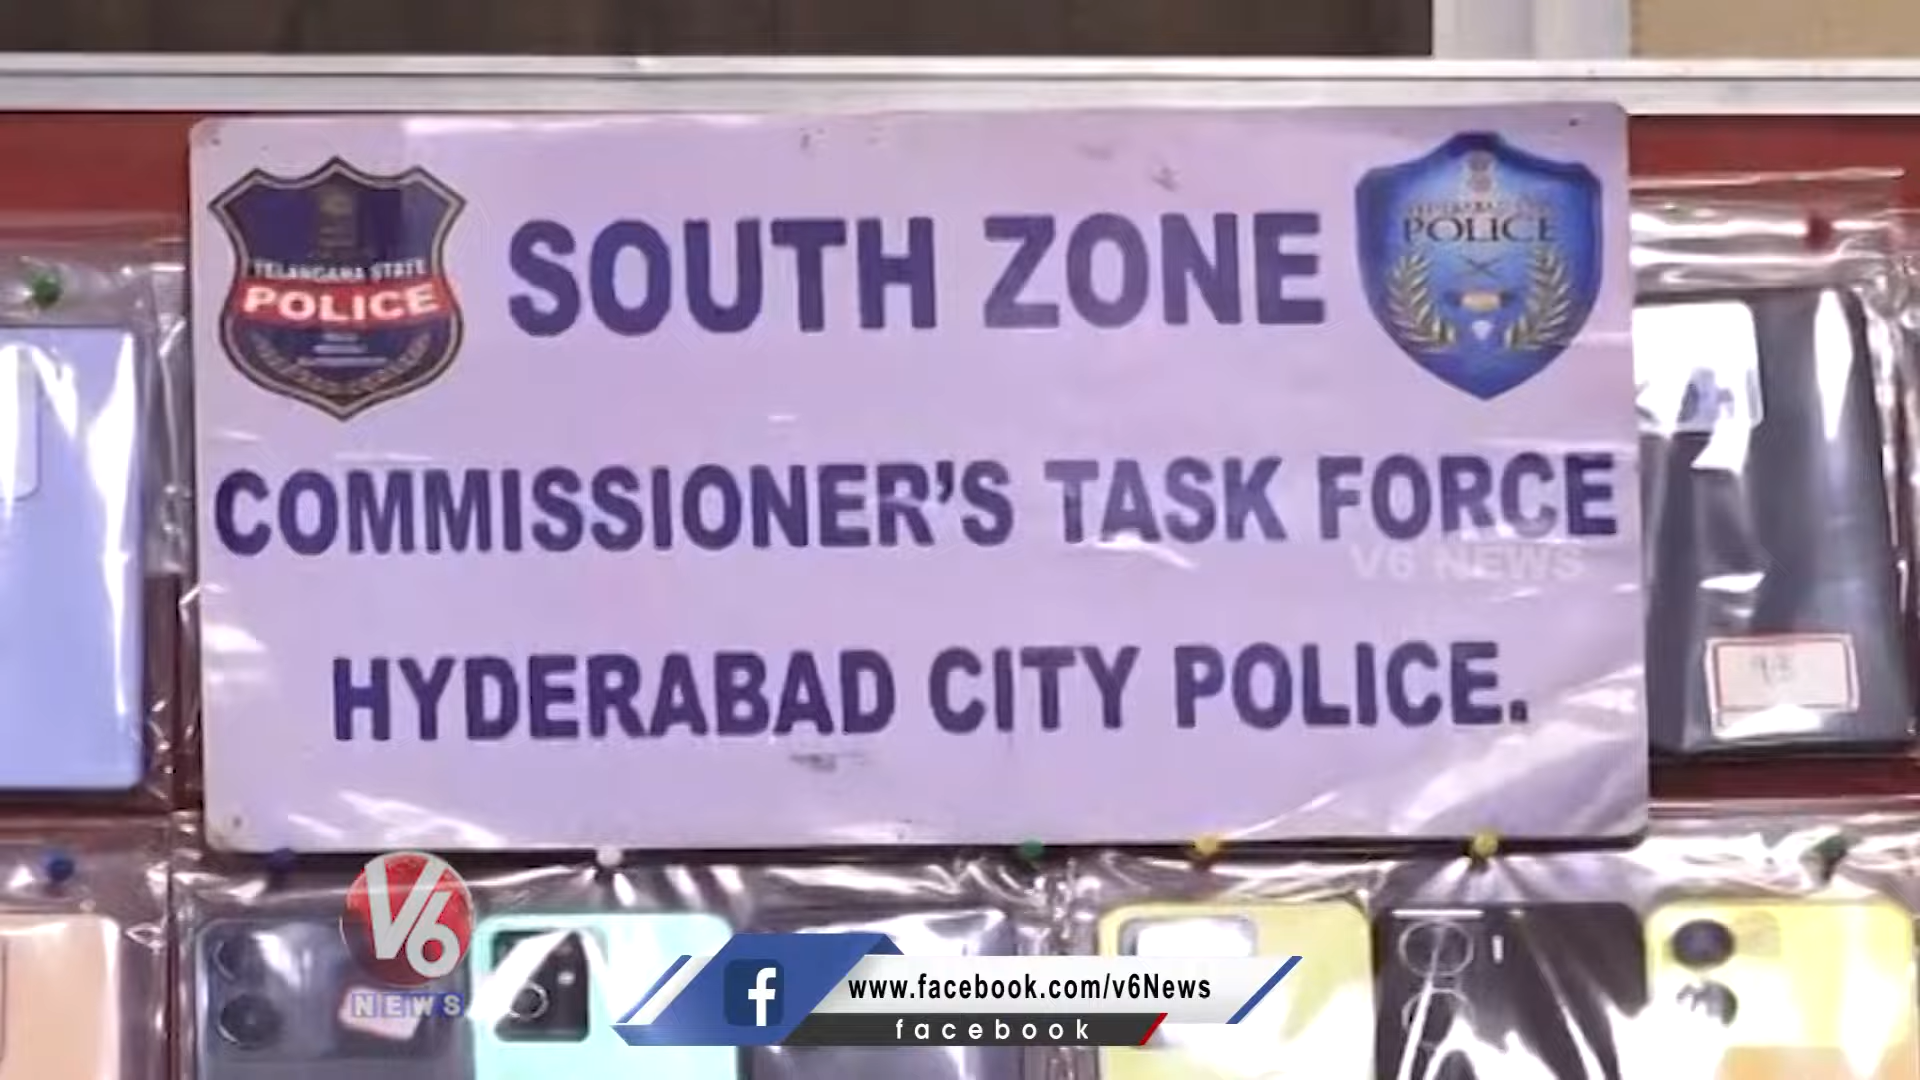 SOUTH ZONE
TELANGANA STATE
POLICE
POLICE
COMMISSIONER'S TASK FORCE
V6 NEWS
HYDERABAD CITY POLICE.
V6
NEWS
www.facebook.com/v6News
facebook